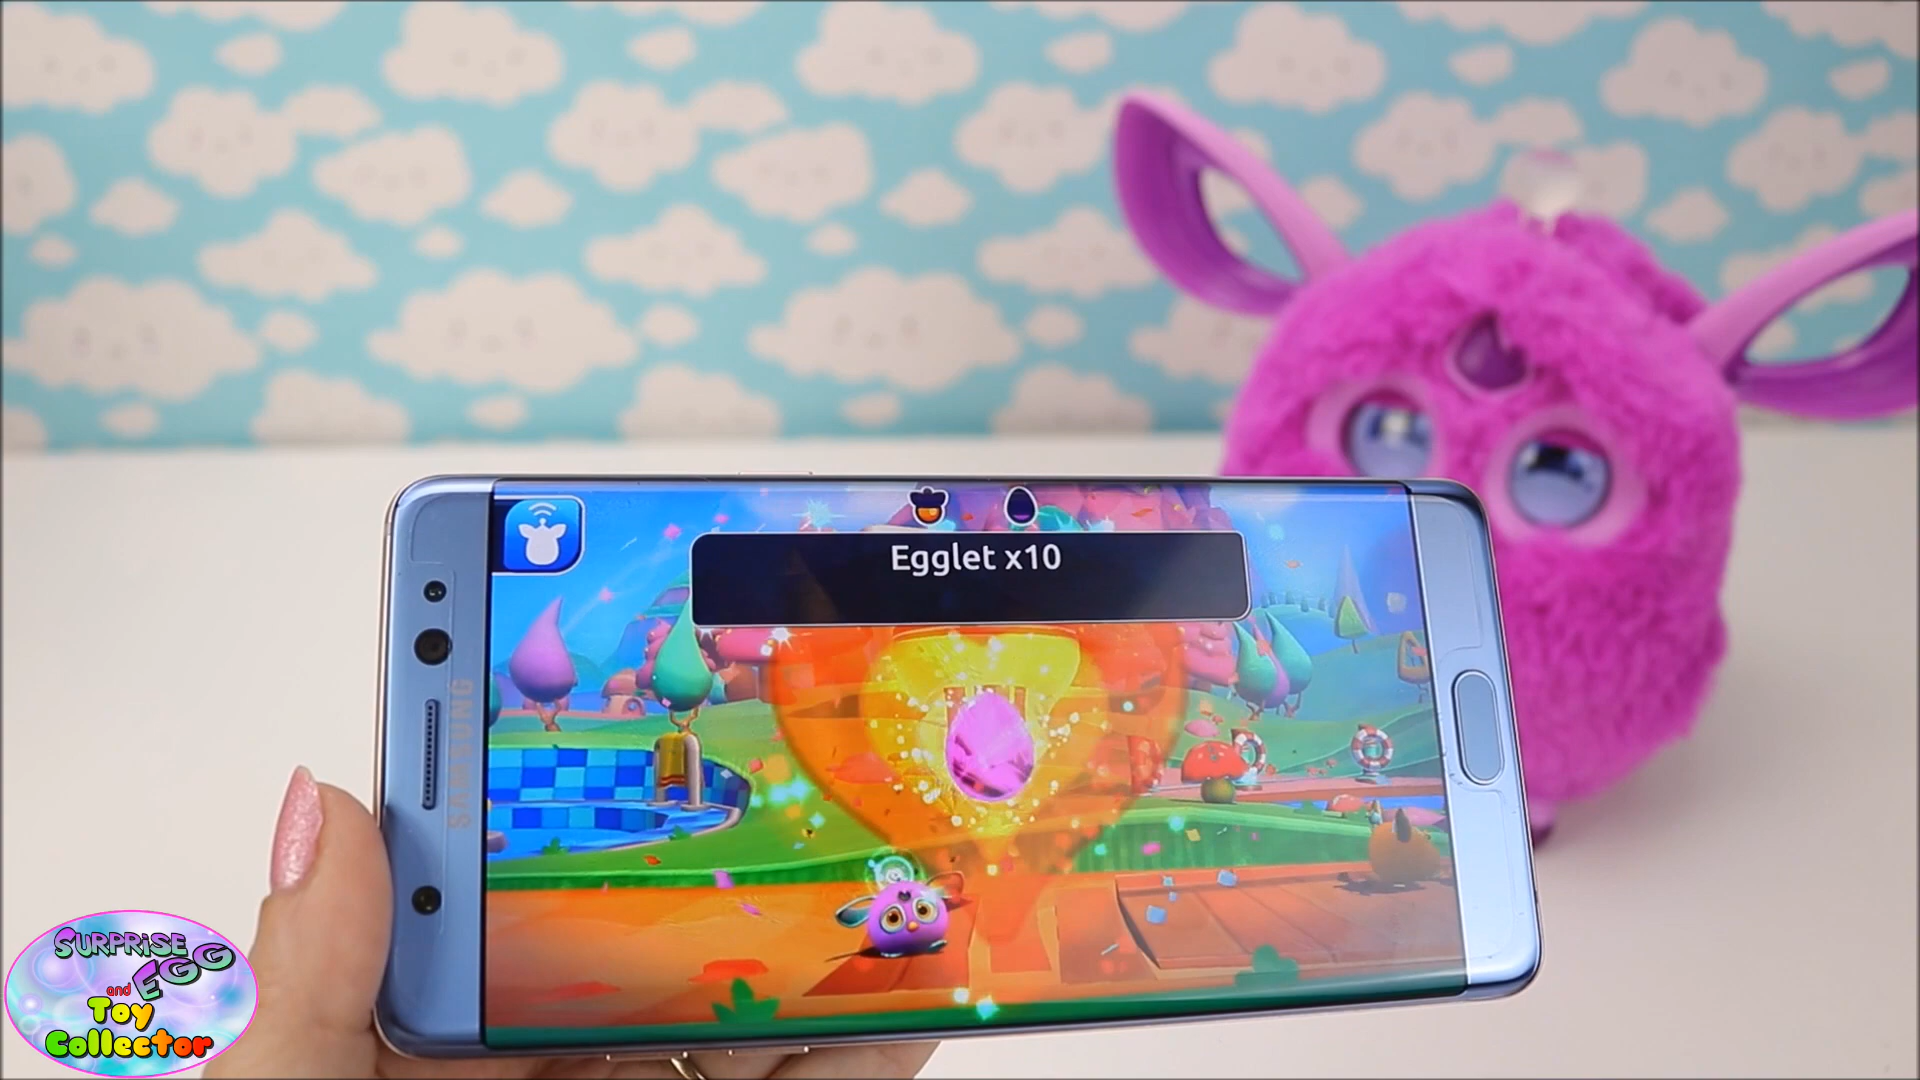 Egglet x10
SAMSUNG
SURPRISE
EGG
and
Toy
Collector